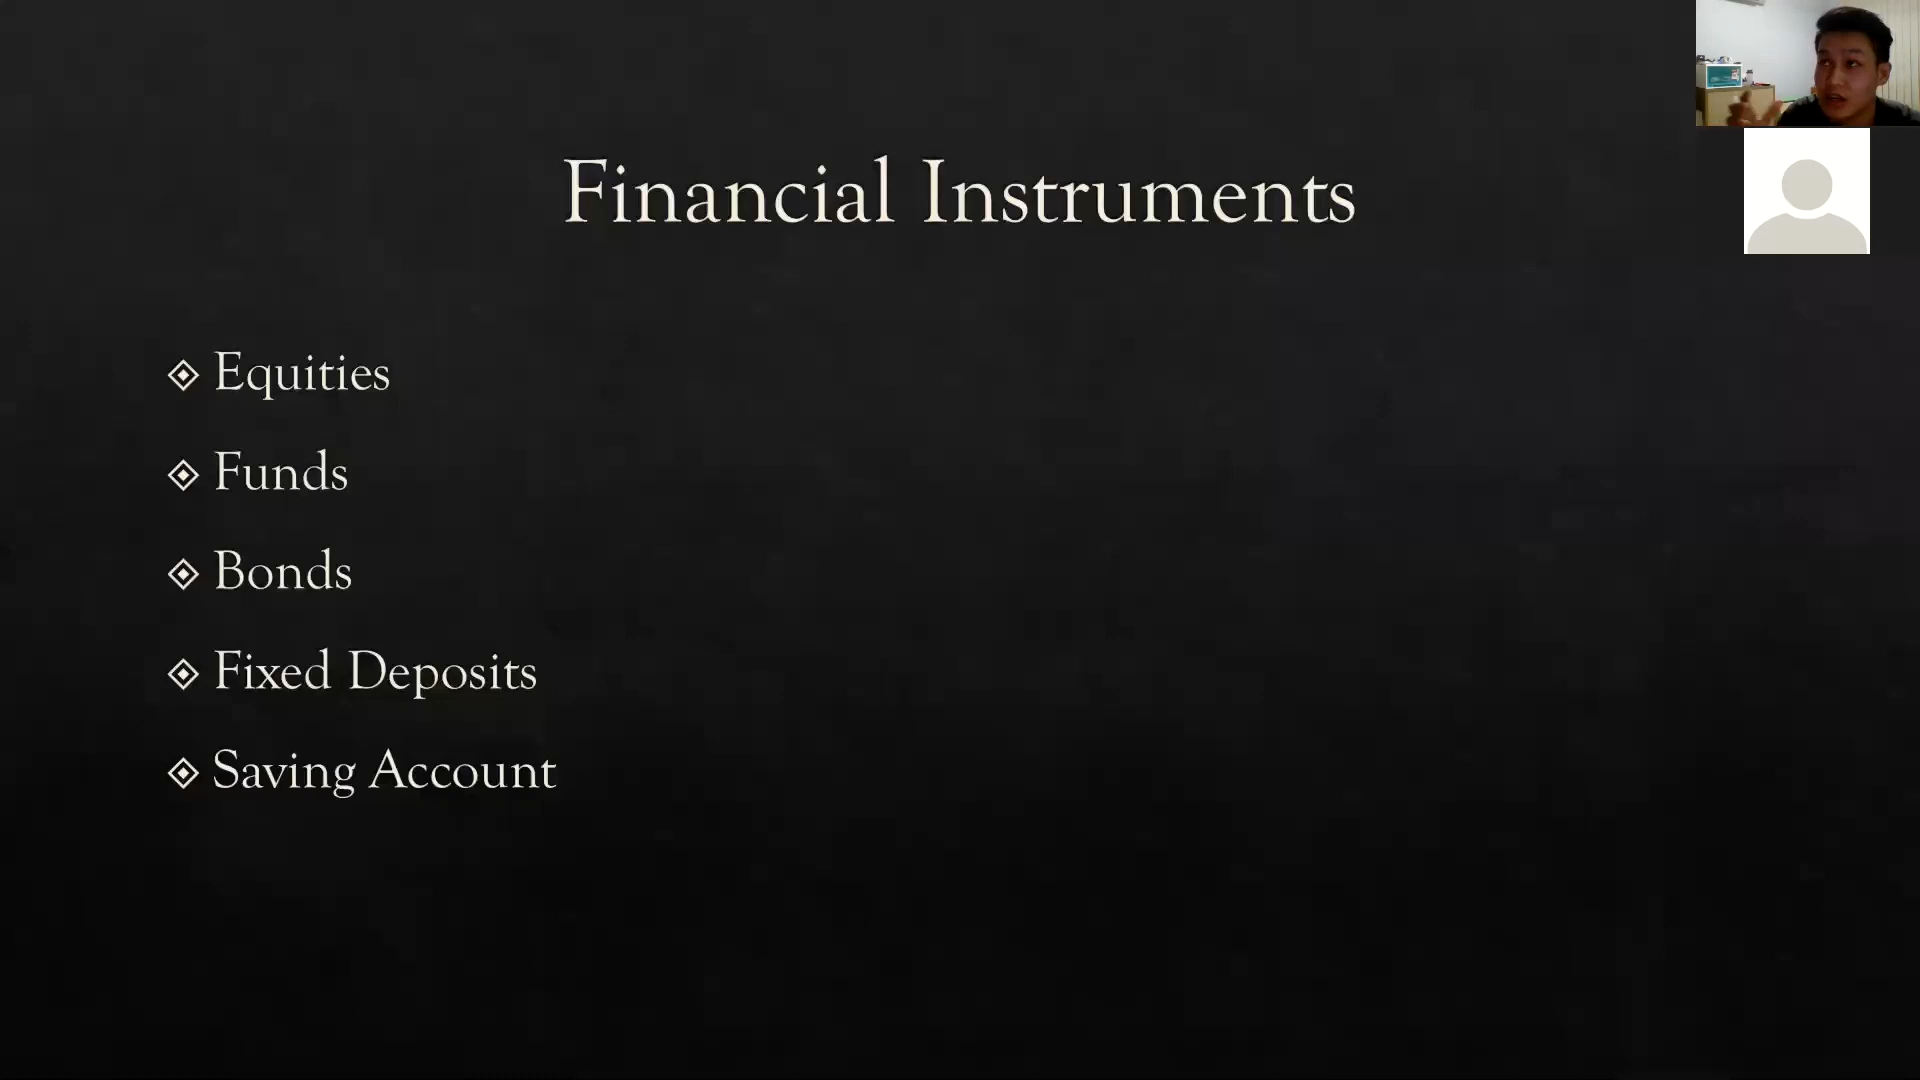 Financial Instruments
Equities
Funds
Bonds
Fixed Deposits
Saving Account